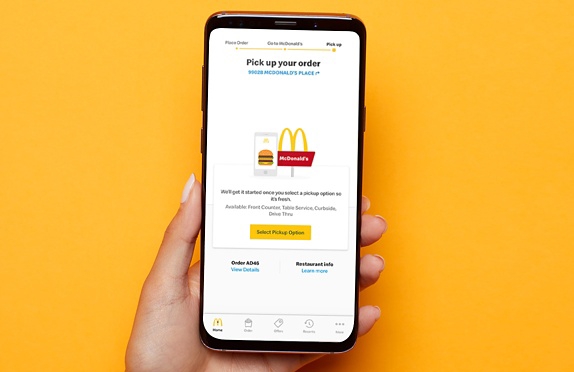 Place Order Go to McDonald's Pick up
Pick up your order
99028 MCDONALD'S PLACE
McDonald's
We'll get it started once you select a pickup option so
it's fresh.
Available: Front Counter, Table Service, Curbside,
Drive Thru
Select Pickup Option
Order AD46 Restaurant info
View Details Learn more
Home Order Offers Rewards More